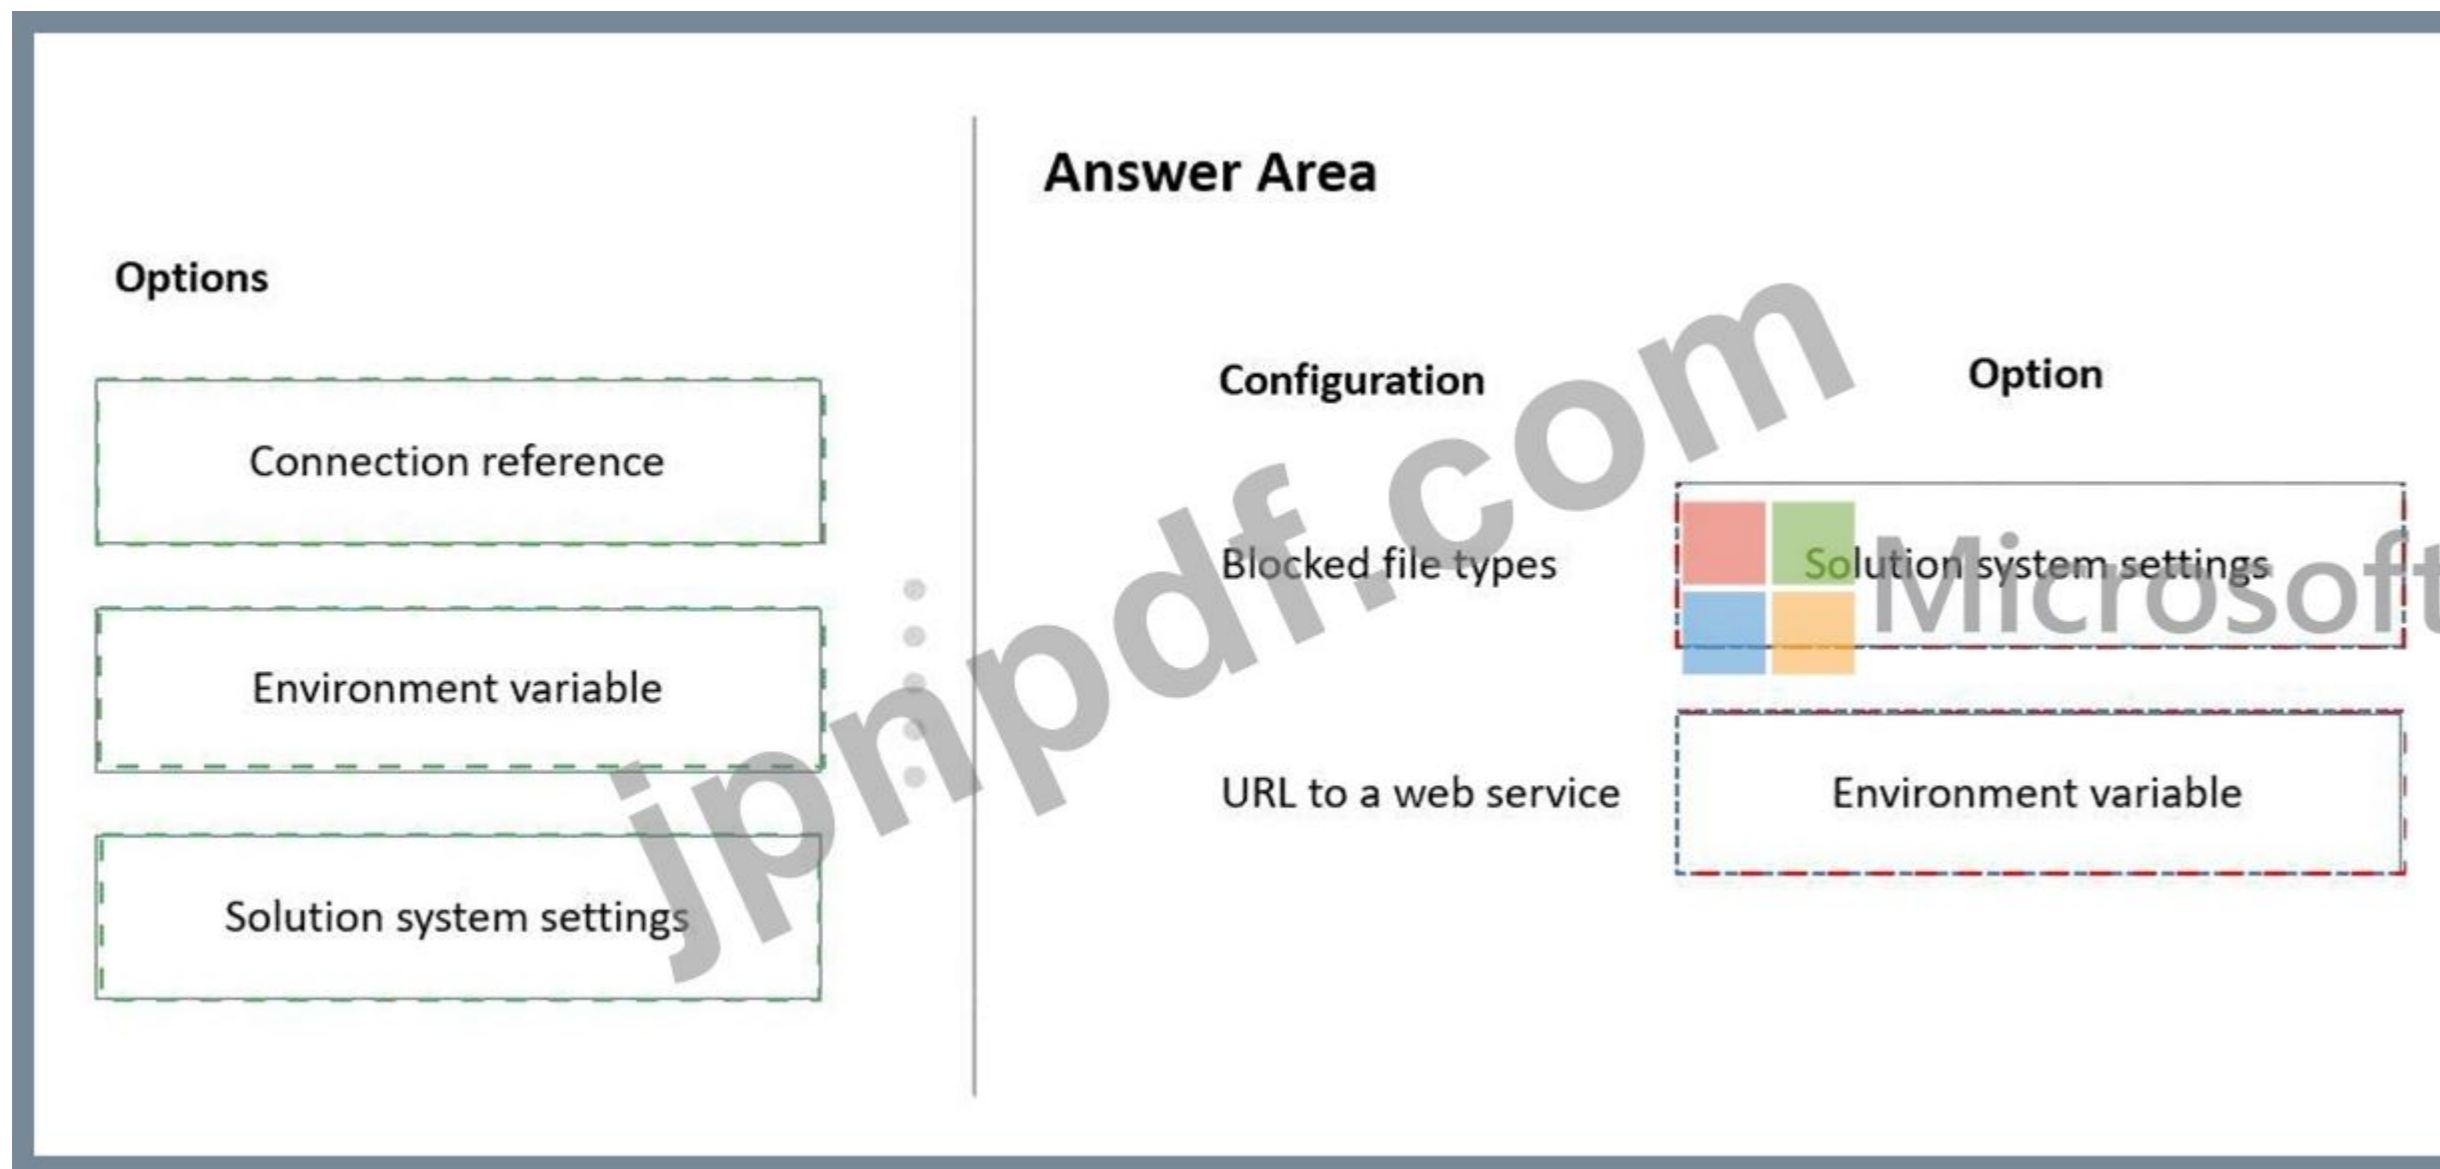 Answer Area
Options
Configuration
Option
Connection reference
Environment variable
Solution system settings
Blocked file types
Solution system settings
URL to a web service
Environment variable
Microsoft
jpnpdf.com